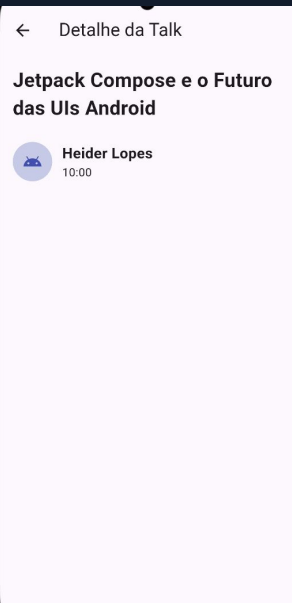 Detalhe da Talk
Jetpack Compose e o Futuro
das UIs Android
Heider Lopes
10:00